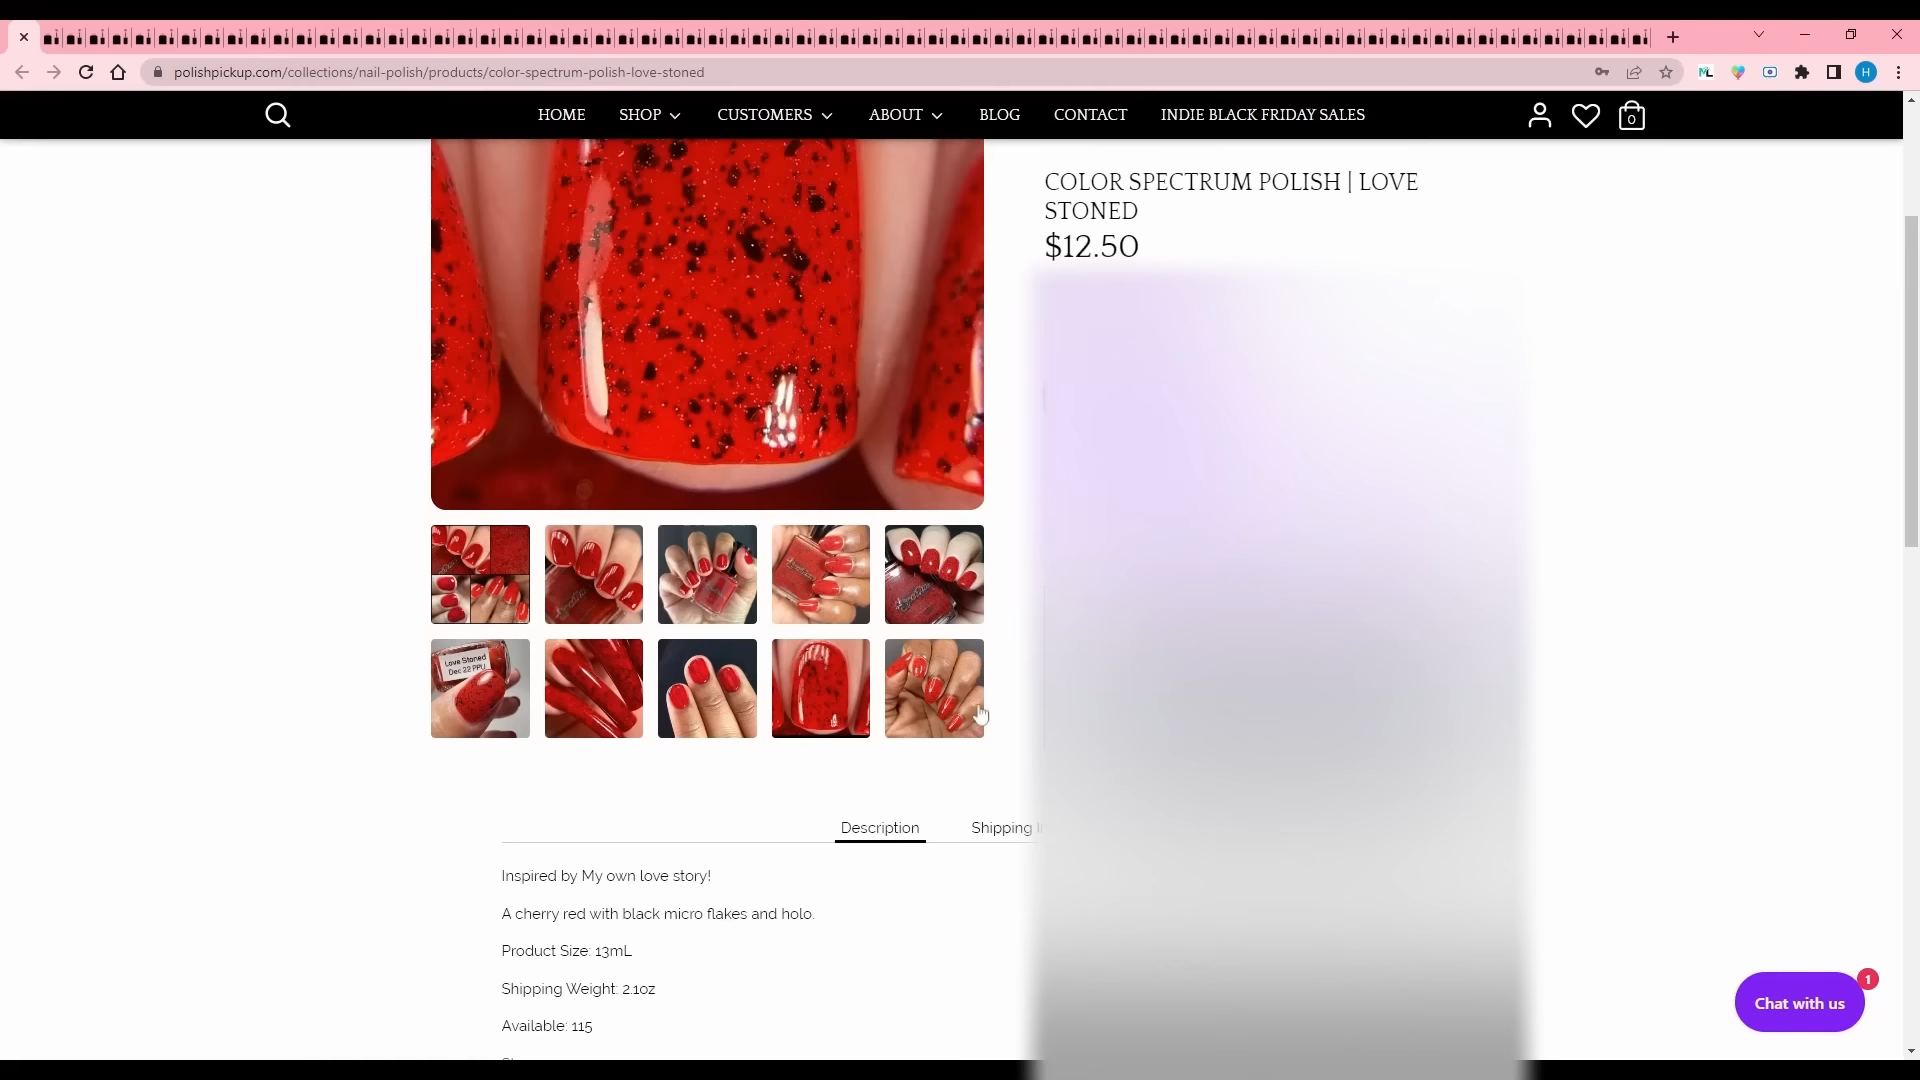 polishpickup.com/collections/nail-polish/products/color-spectrum-polish-love-stoned
ML
H
HOME SHOP CUSTOMERS ABOUT BLOG CONTACT INDIE BLACK FRIDAY SALES
0
COLOR SPECTRUM POLISH | LOVE
STONED
$12.50
Love Stoned
Dec 22 PPU
Description Shipping
Inspired by My own love story!
A cherry red with black micro flakes and holo.
Product Size: 13mL
Shipping Weight: 2.1oz
Available: 115
1
Chat with us